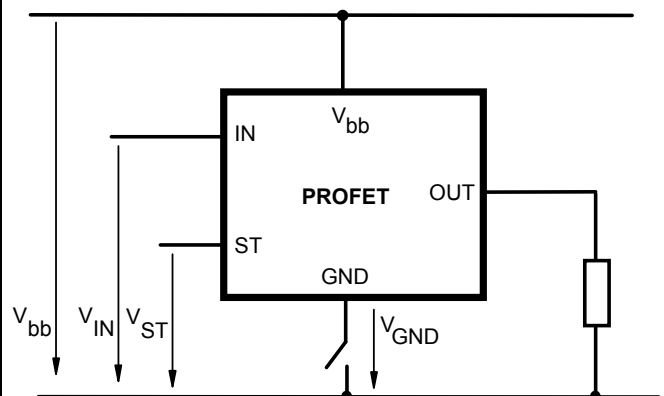 Vbb
IN
PROFET
OUT
ST
GND
Vbb
VIN
VST
VGND